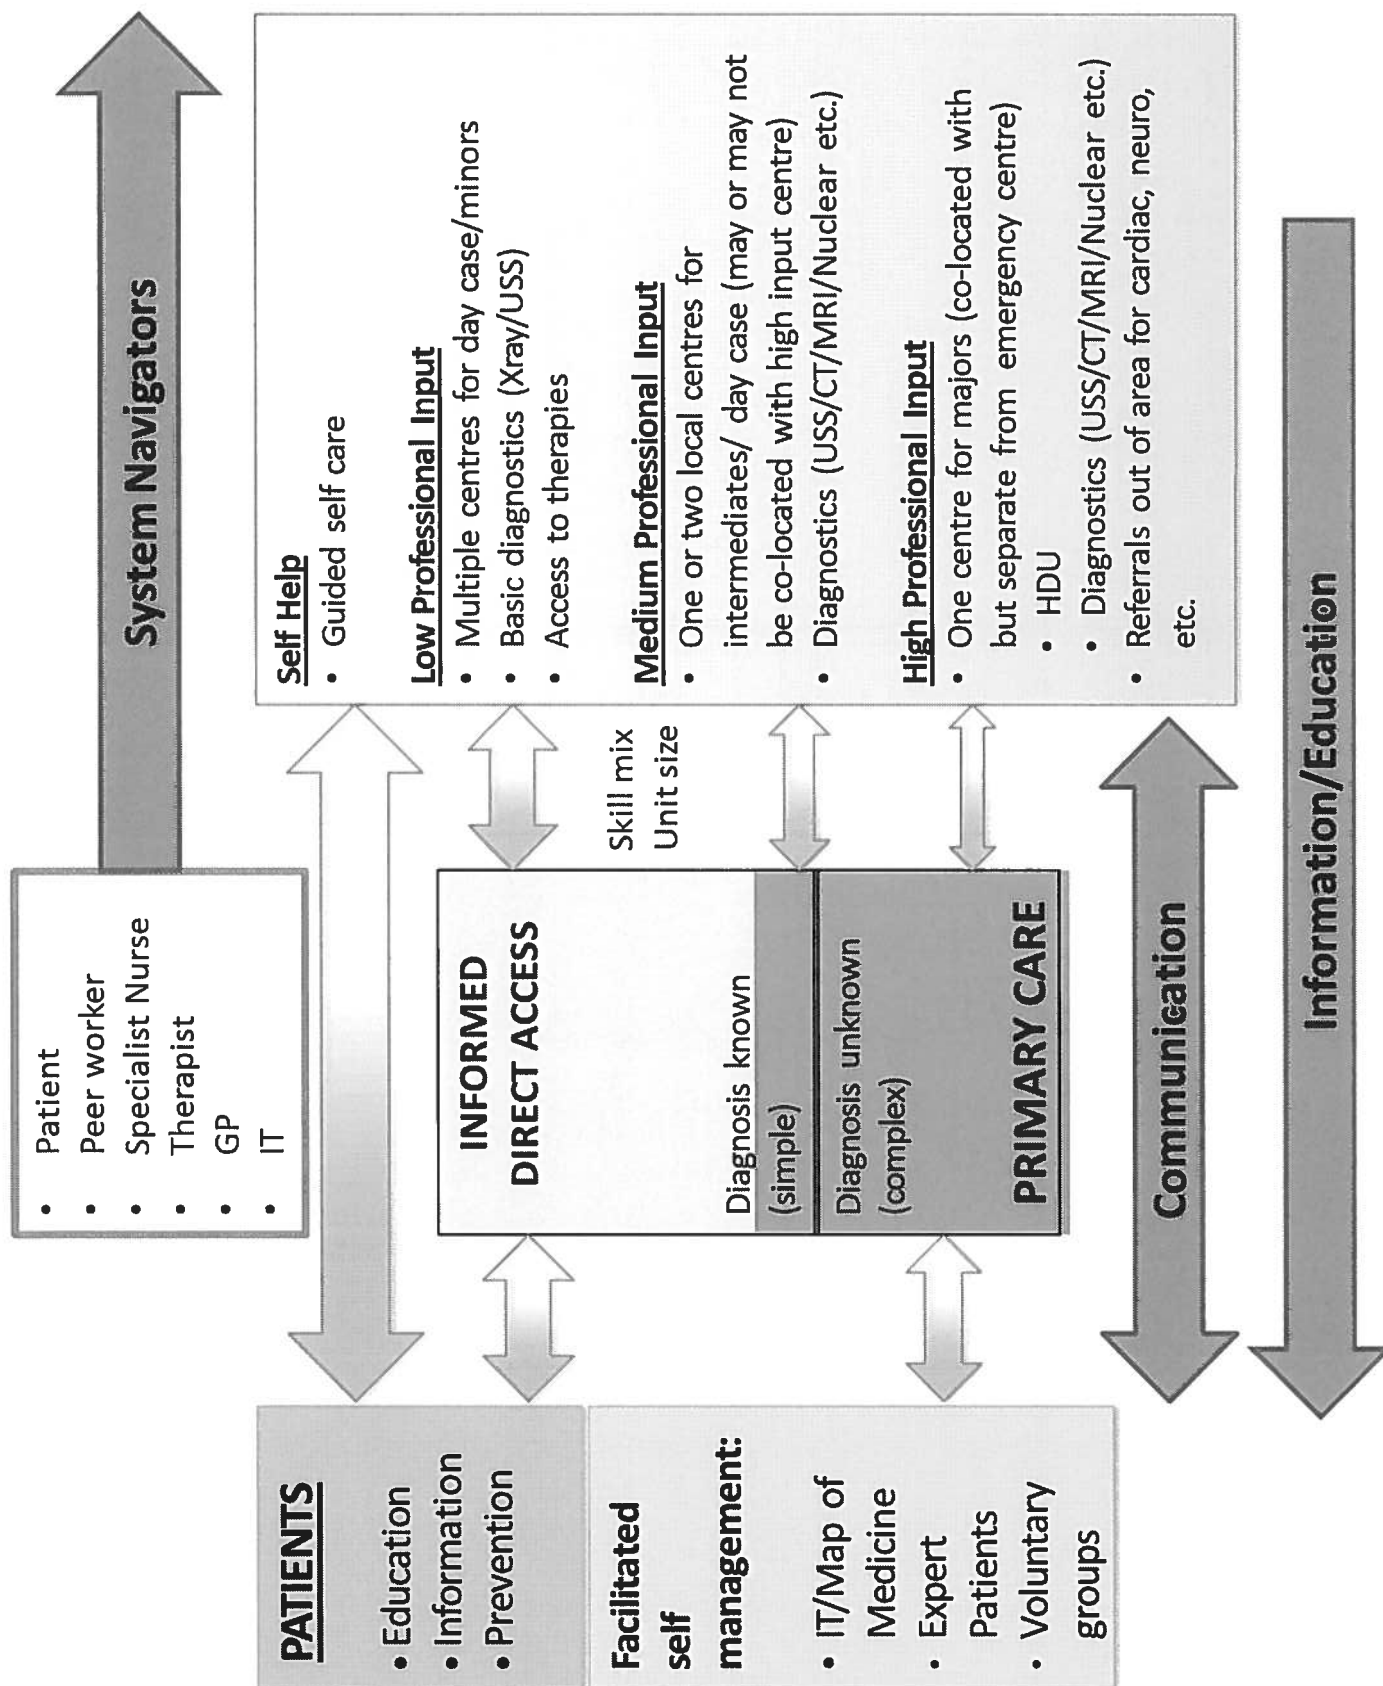 • Patient
• Peer worker
• Specialist Nurse
• Therapist
• GP
• IT
System Navigators
PATIENTS
• Education
• Information
• Prevention
Facilitated
self
management:
• IT/Map of
Medicine
• Expert
Patients
• Voluntary
groups
INFORMED
DIRECT ACCESS
Diagnosis known
(simple)
Diagnosis unknown
(complex)
PRIMARY CARE
Skill mix
Unit size
Self Help
• Guided self care
Low Professional Input
• Multiple centres for day case/minors
• Basic diagnostics (Xray/USS)
• Access to therapies
Medium Professional Input
• One or two local centres for
intermediates/ day case (may or may not
be co-located with high input centre)
• Diagnostics (USS/CT/MRI/Nuclear etc.)
High Professional Input
• One centre for majors (co-located with
but separate from emergency centre)
• HDU
• Diagnostics (USS/CT/MRI/Nuclear etc.)
• Referrals out of area for cardiac, neuro,
etc.
Communication
Information/Education